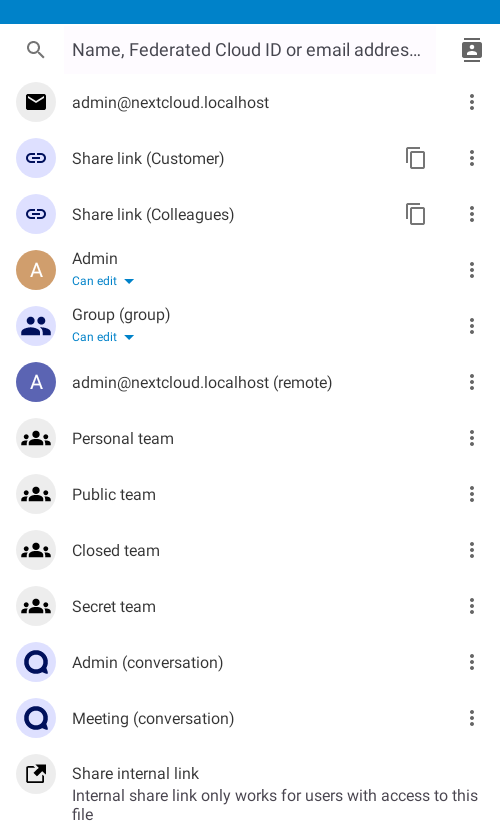 Name, Federated Cloud ID or email addres…
admin@nextcloud.localhost
Share link (Customer)
Share link (Colleagues)
A
Admin
Can edit
Group (group)
Can edit
A
admin@nextcloud.localhost (remote)
Personal team
Public team
Closed team
Secret team
Admin (conversation)
Meeting (conversation)
Share internal link
Internal share link only works for users with access to this
file